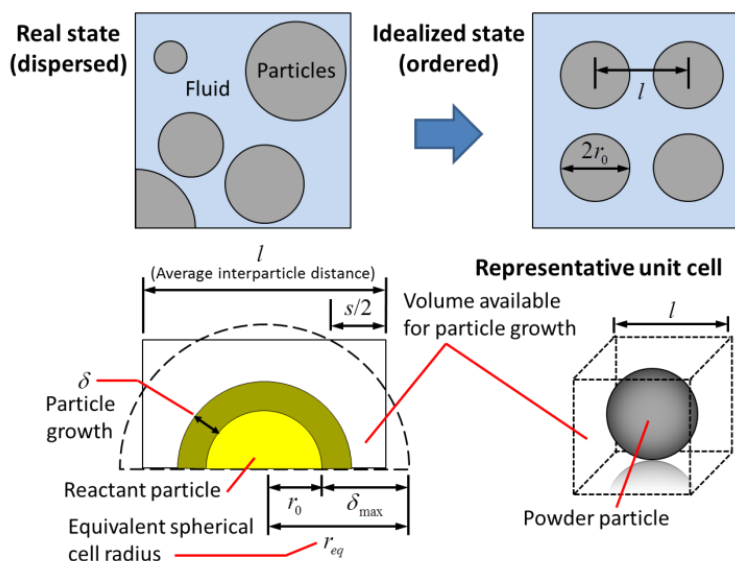 Real state
(dispersed)
Fluid
Particles
Idealized state
(ordered)
l
2r₀
l
(Average interparticle distance)
s/2
δ
Particle
growth
Reactant particle
r₀
δₘₐₓ
Equivalent spherical
cell radius
r_eq
Representative unit cell
Volume available
for particle growth
l
Powder particle